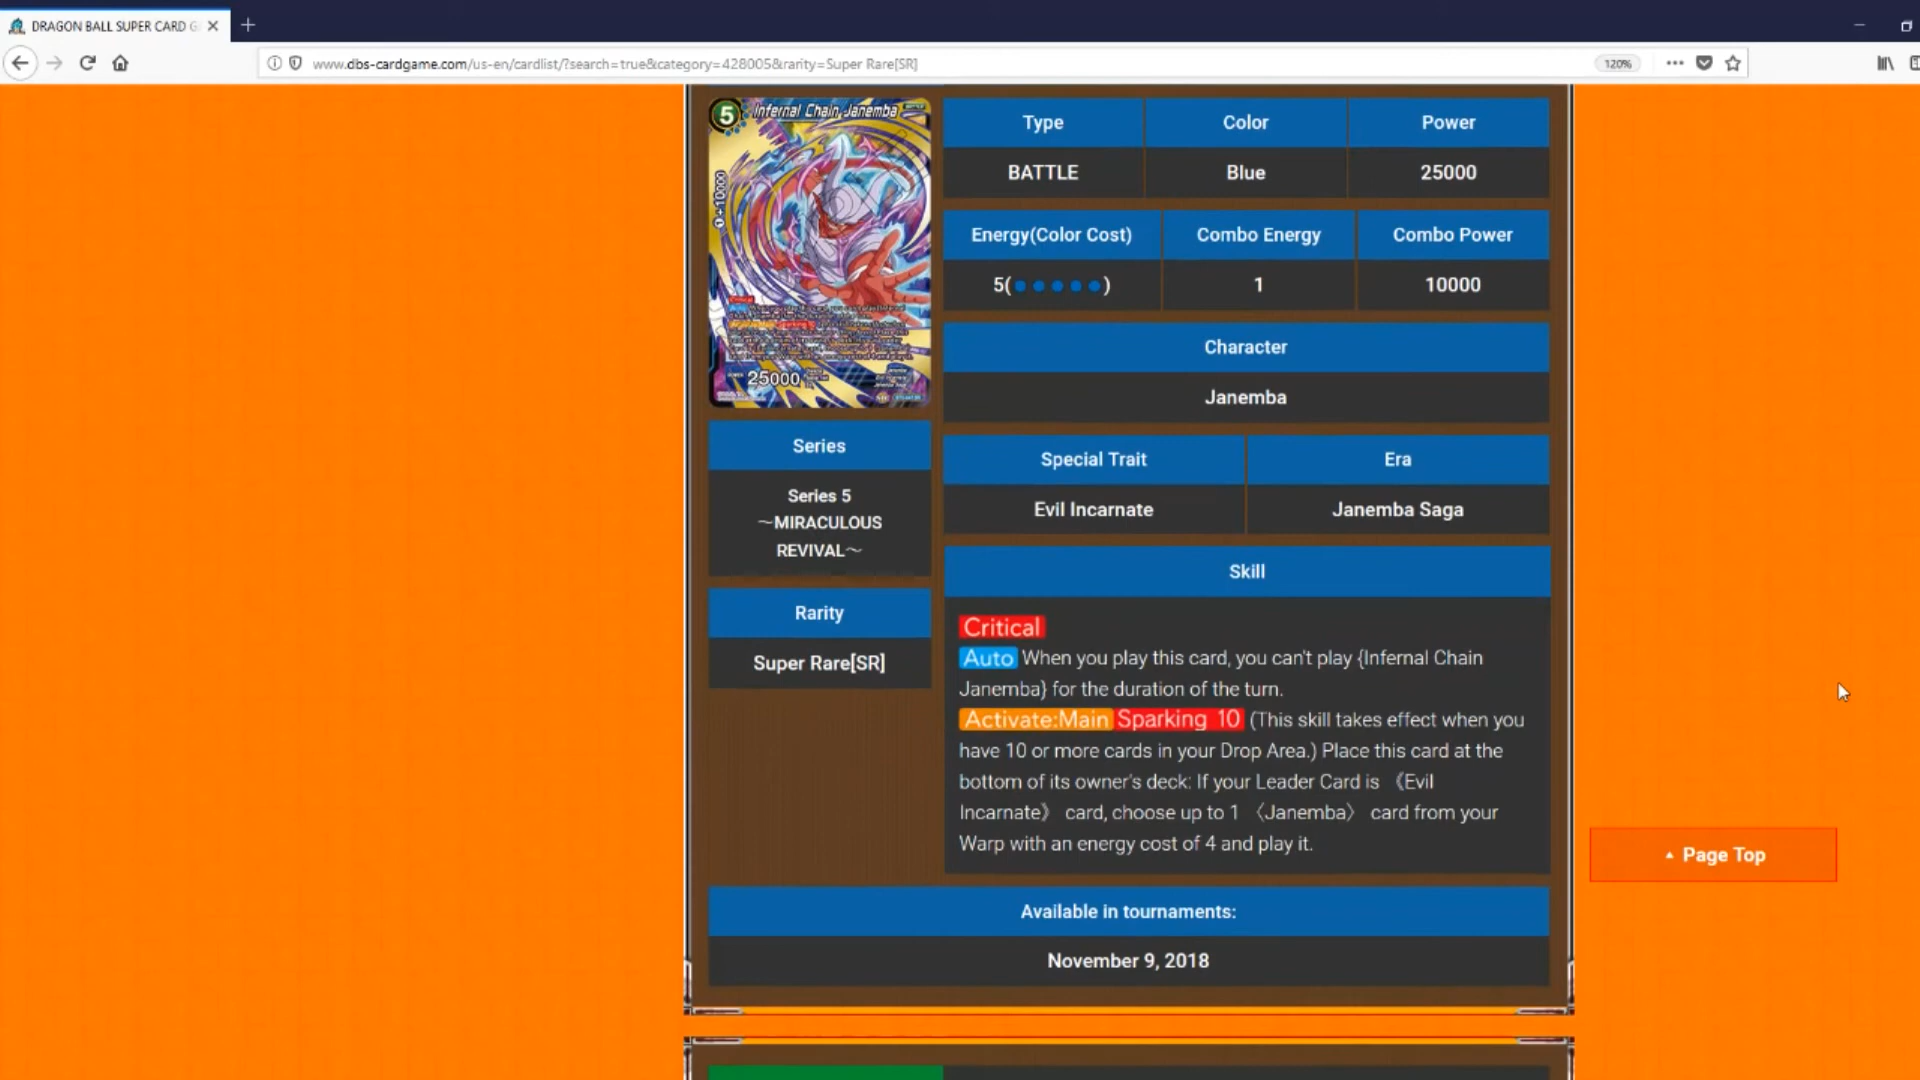 DRAGON BALL SUPER CARD G
www.dbs-cardgame.com/us-en/cardlist/?search=true&category=428005&rarity=Super Rare[SR]
120%
5
Infernal Chain Janemba
+10000
25000
Type
Color
Power
BATTLE
Blue
25000
Energy(Color Cost)
Combo Energy
Combo Power
5(●●●●●)
1
10000
Character
Janemba
Series
Special Trait
Era
Series 5
～MIRACULOUS
REVIVAL～
Evil Incarnate
Janemba Saga
Rarity
Super Rare[SR]
Skill
Critical
Auto When you play this card, you can't play {Infernal Chain
Janemba} for the duration of the turn.
Activate:Main Sparking 10 (This skill takes effect when you
have 10 or more cards in your Drop Area.) Place this card at the
bottom of its owner's deck: If your Leader Card is 《Evil
Incarnate》 card, choose up to 1 〈Janemba〉 card from your
Warp with an energy cost of 4 and play it.
Page Top
Available in tournaments:
November 9, 2018